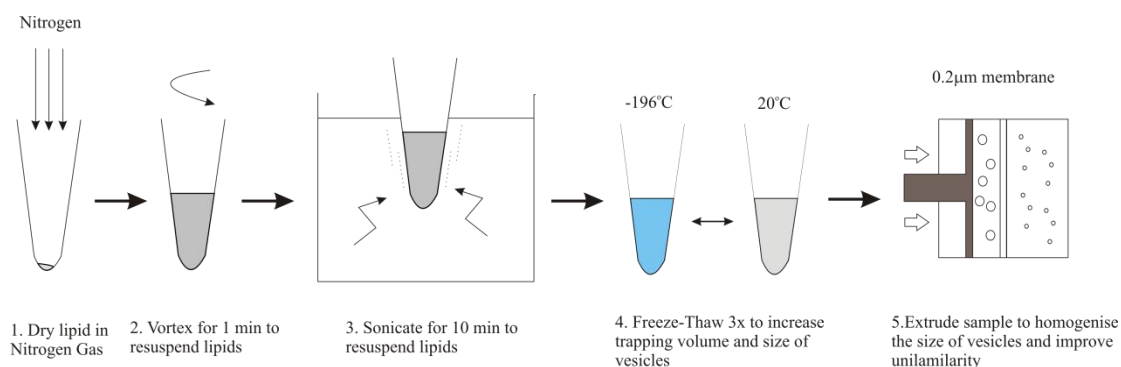 Nitrogen
-196°C
20°C
0.2μm membrane
1. Dry lipid in
Nitrogen Gas
2. Vortex for 1 min to
resuspend lipids
3. Sonicate for 10 min to
resuspend lipids
4. Freeze-Thaw 3x to increase
trapping volume and size of
vesicles
5.Extrude sample to homogenise
the size of vesicles and improve
unilamilarity